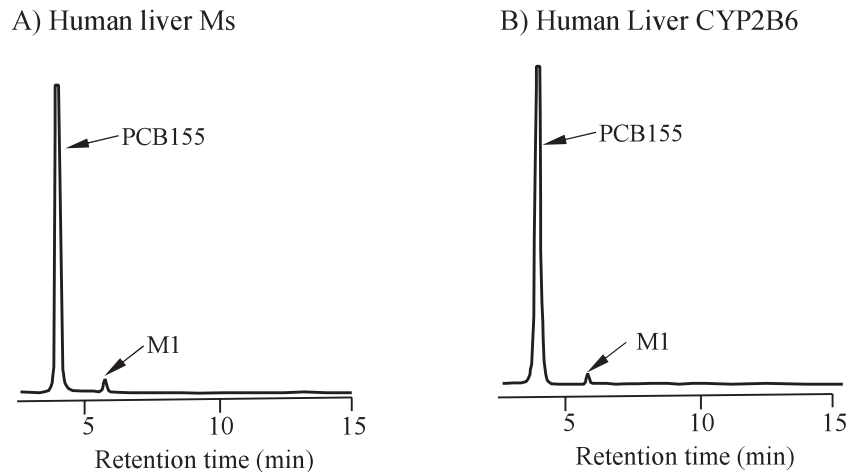 A) Human liver Ms
PCB155
M1
5
10
15
Retention time (min)
B) Human Liver CYP2B6
PCB155
M1
5
10
15
Retention time (min)